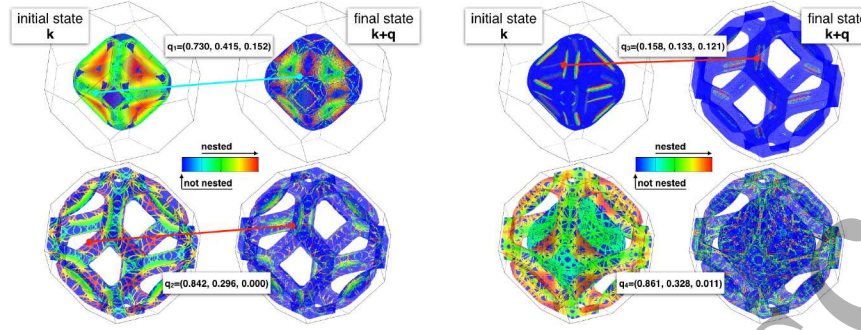 initial state
k
final state
k+q
q₁=(0.730, 0.415, 0.152)
nested
not nested
q₂=(0.842, 0.296, 0.000)
initial state
k
final state
k+q
q₃=(0.158, 0.133, 0.121)
nested
not nested
q₄=(0.861, 0.328, 0.011)